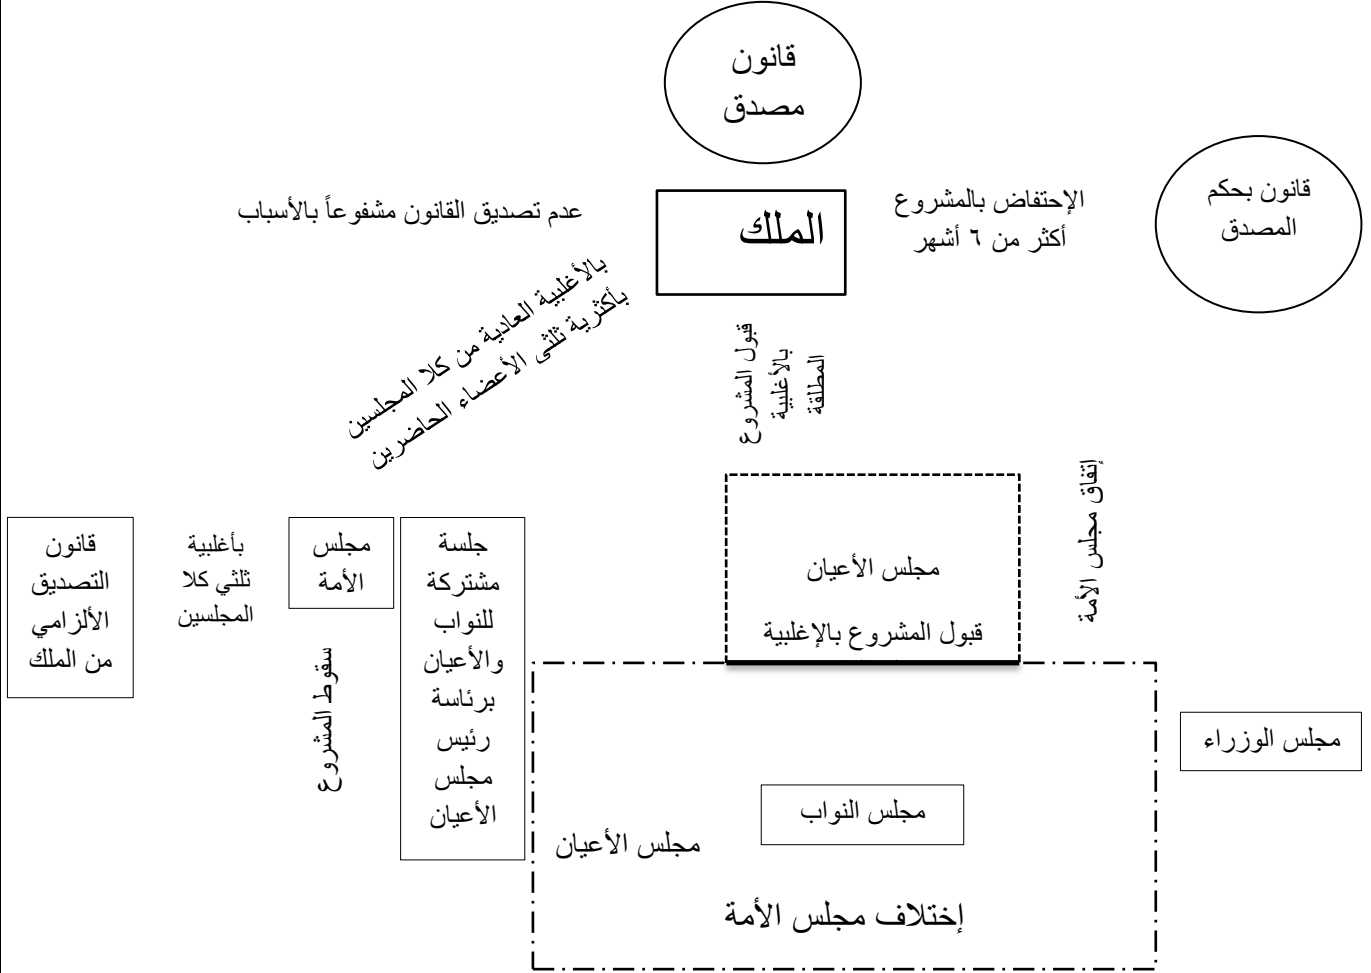 قانون
مصدق
قانون بحكم
المصدق
الإحتفاض بالمشروع
أكثر من ٦ أشهر
الملك
عدم تصديق القانون مشفوعاً بالأسباب
بالأغلبية العادية من كلا المجلسين
بأكثرية ثلثى الأعضاء الحاضرين
قبول المشروع
بالأغلبية
المطلقة
إتفاق مجلس الأمة
مجلس الأعيان
قبول المشروع بالإغلبية
جلسة
مشتركة
للنواب
والأعيان
برئاسة
رئيس
مجلس
الأعيان
مجلس
الأمة
سقوط المشروع
بأغلبية
ثلثي كلا
المجلسين
قانون
التصديق
الألزامي
من الملك
مجلس الوزراء
مجلس النواب
مجلس الأعيان
إختلاف مجلس الأمة